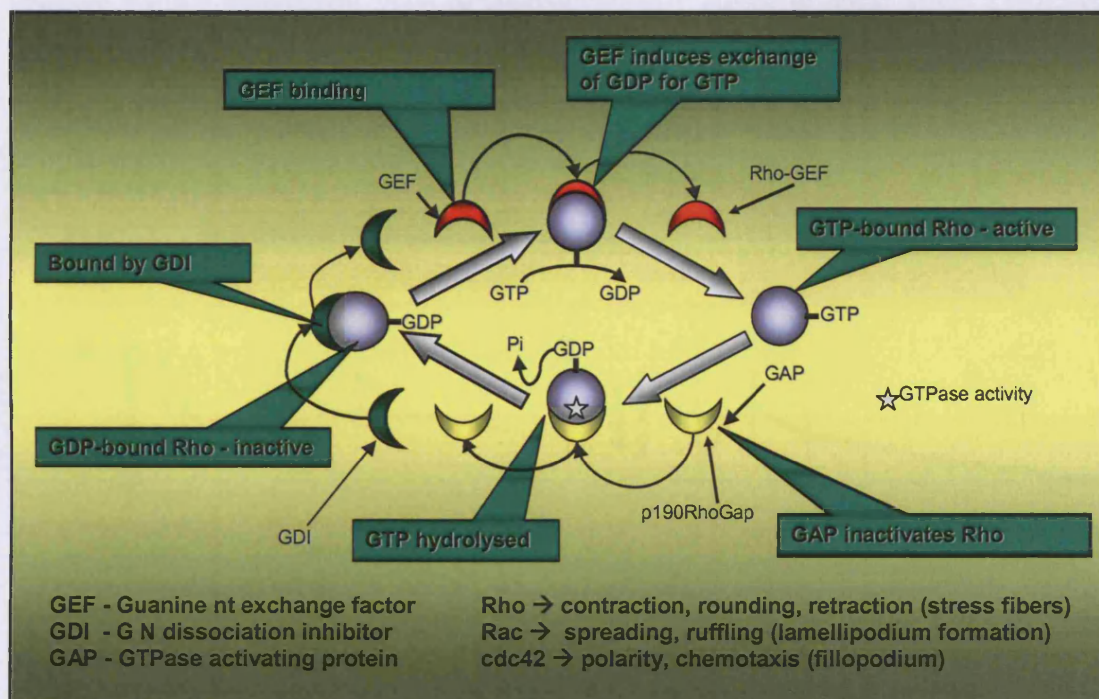 GEF induces exchange
of GDP for GTP
GEF binding
GEF
Rho-GEF
GTP-bound Rho - active
Bound by GDI
GTP
GDP
GDP
GTP
Pi
GDP
GAP
GTPase activity
GDP-bound Rho - inactive
p190RhoGap
GDI
GTP hydrolysed
GAP inactivates Rho
GEF - Guanine nt exchange factor
GDI - G N dissociation inhibitor
GAP - GTPase activating protein
Rho → contraction, rounding, retraction (stress fibers)
Rac → spreading, ruffling (lamellipodium formation)
cdc42 → polarity, chemotaxis (fillopodium)